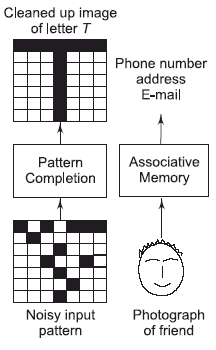 Cleaned up image
of letter T
Phone number
address
E-mail
Pattern
Completion
Associative
Memory
Noisy input
pattern
Photograph
of friend